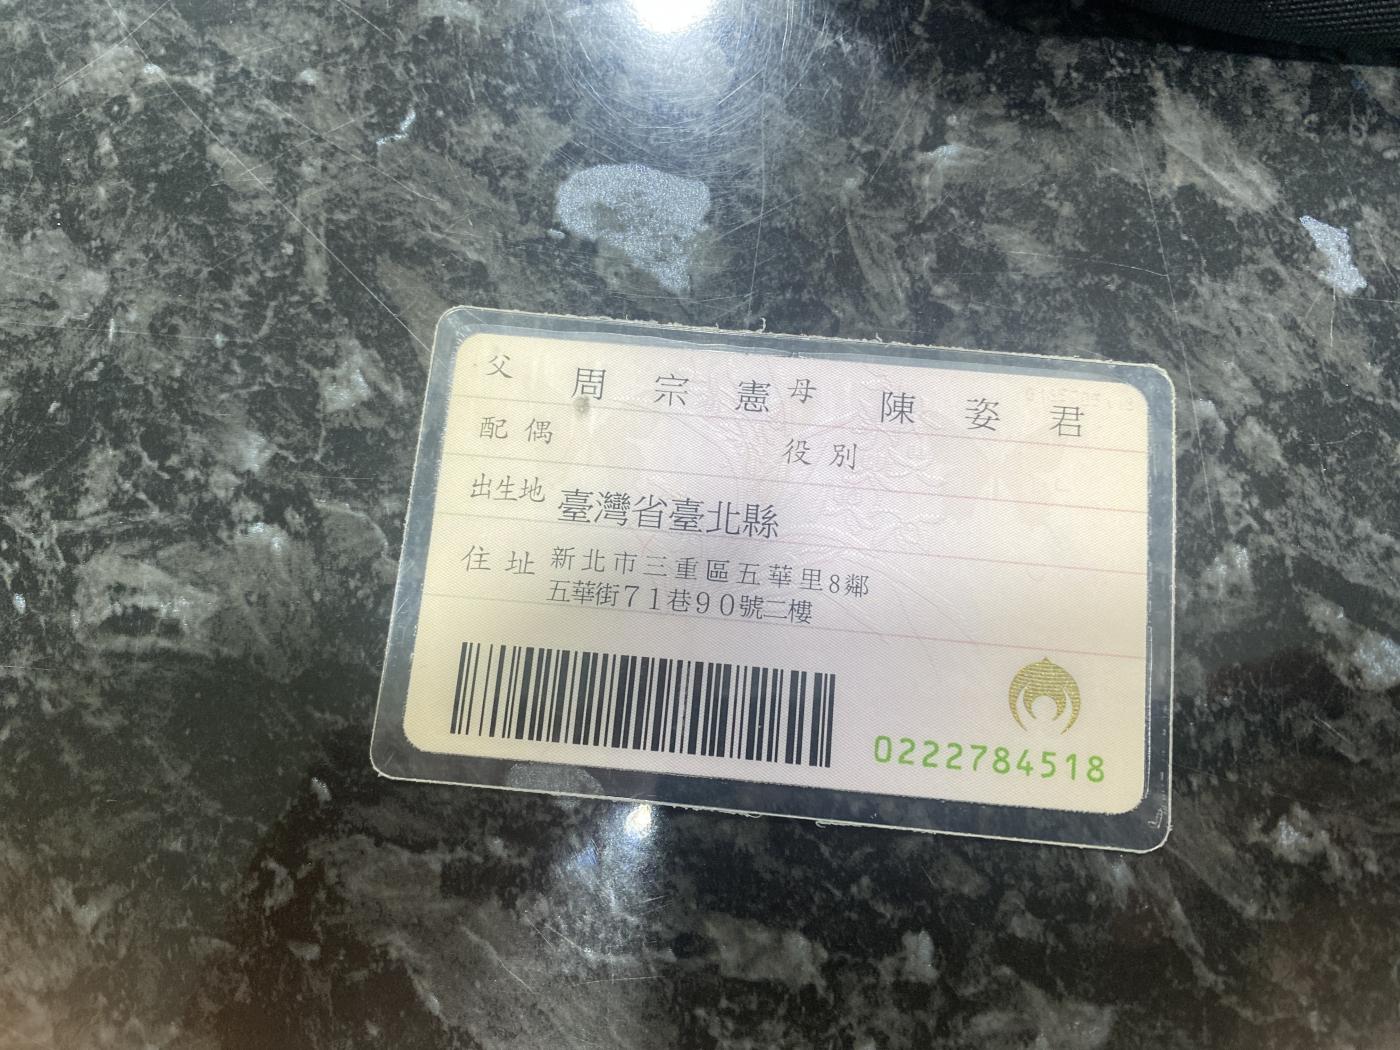 父 周宗憲 母 陳姿君
配偶 役別
出生地 臺灣省臺北縣
住址 新北市三重區五華里8鄰
五華街71巷90號二樓
0222784518